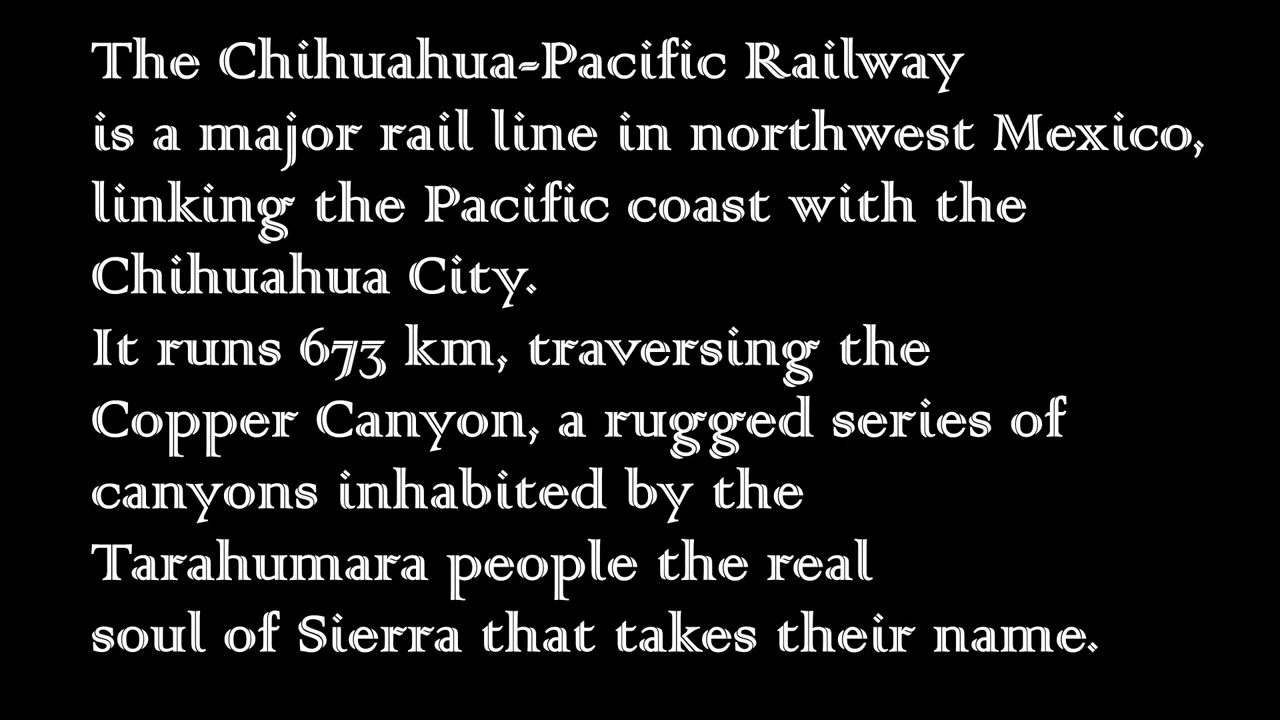 The Chihuahua-Pacific Railway
is a major rail line in northwest Mexico,
linking the Pacific coast with the
Chihuahua City.
It runs 673 km, traversing the
Copper Canyon, a rugged series of
canyons inhabited by the
Tarahumara people the real
soul of Sierra that takes their name.